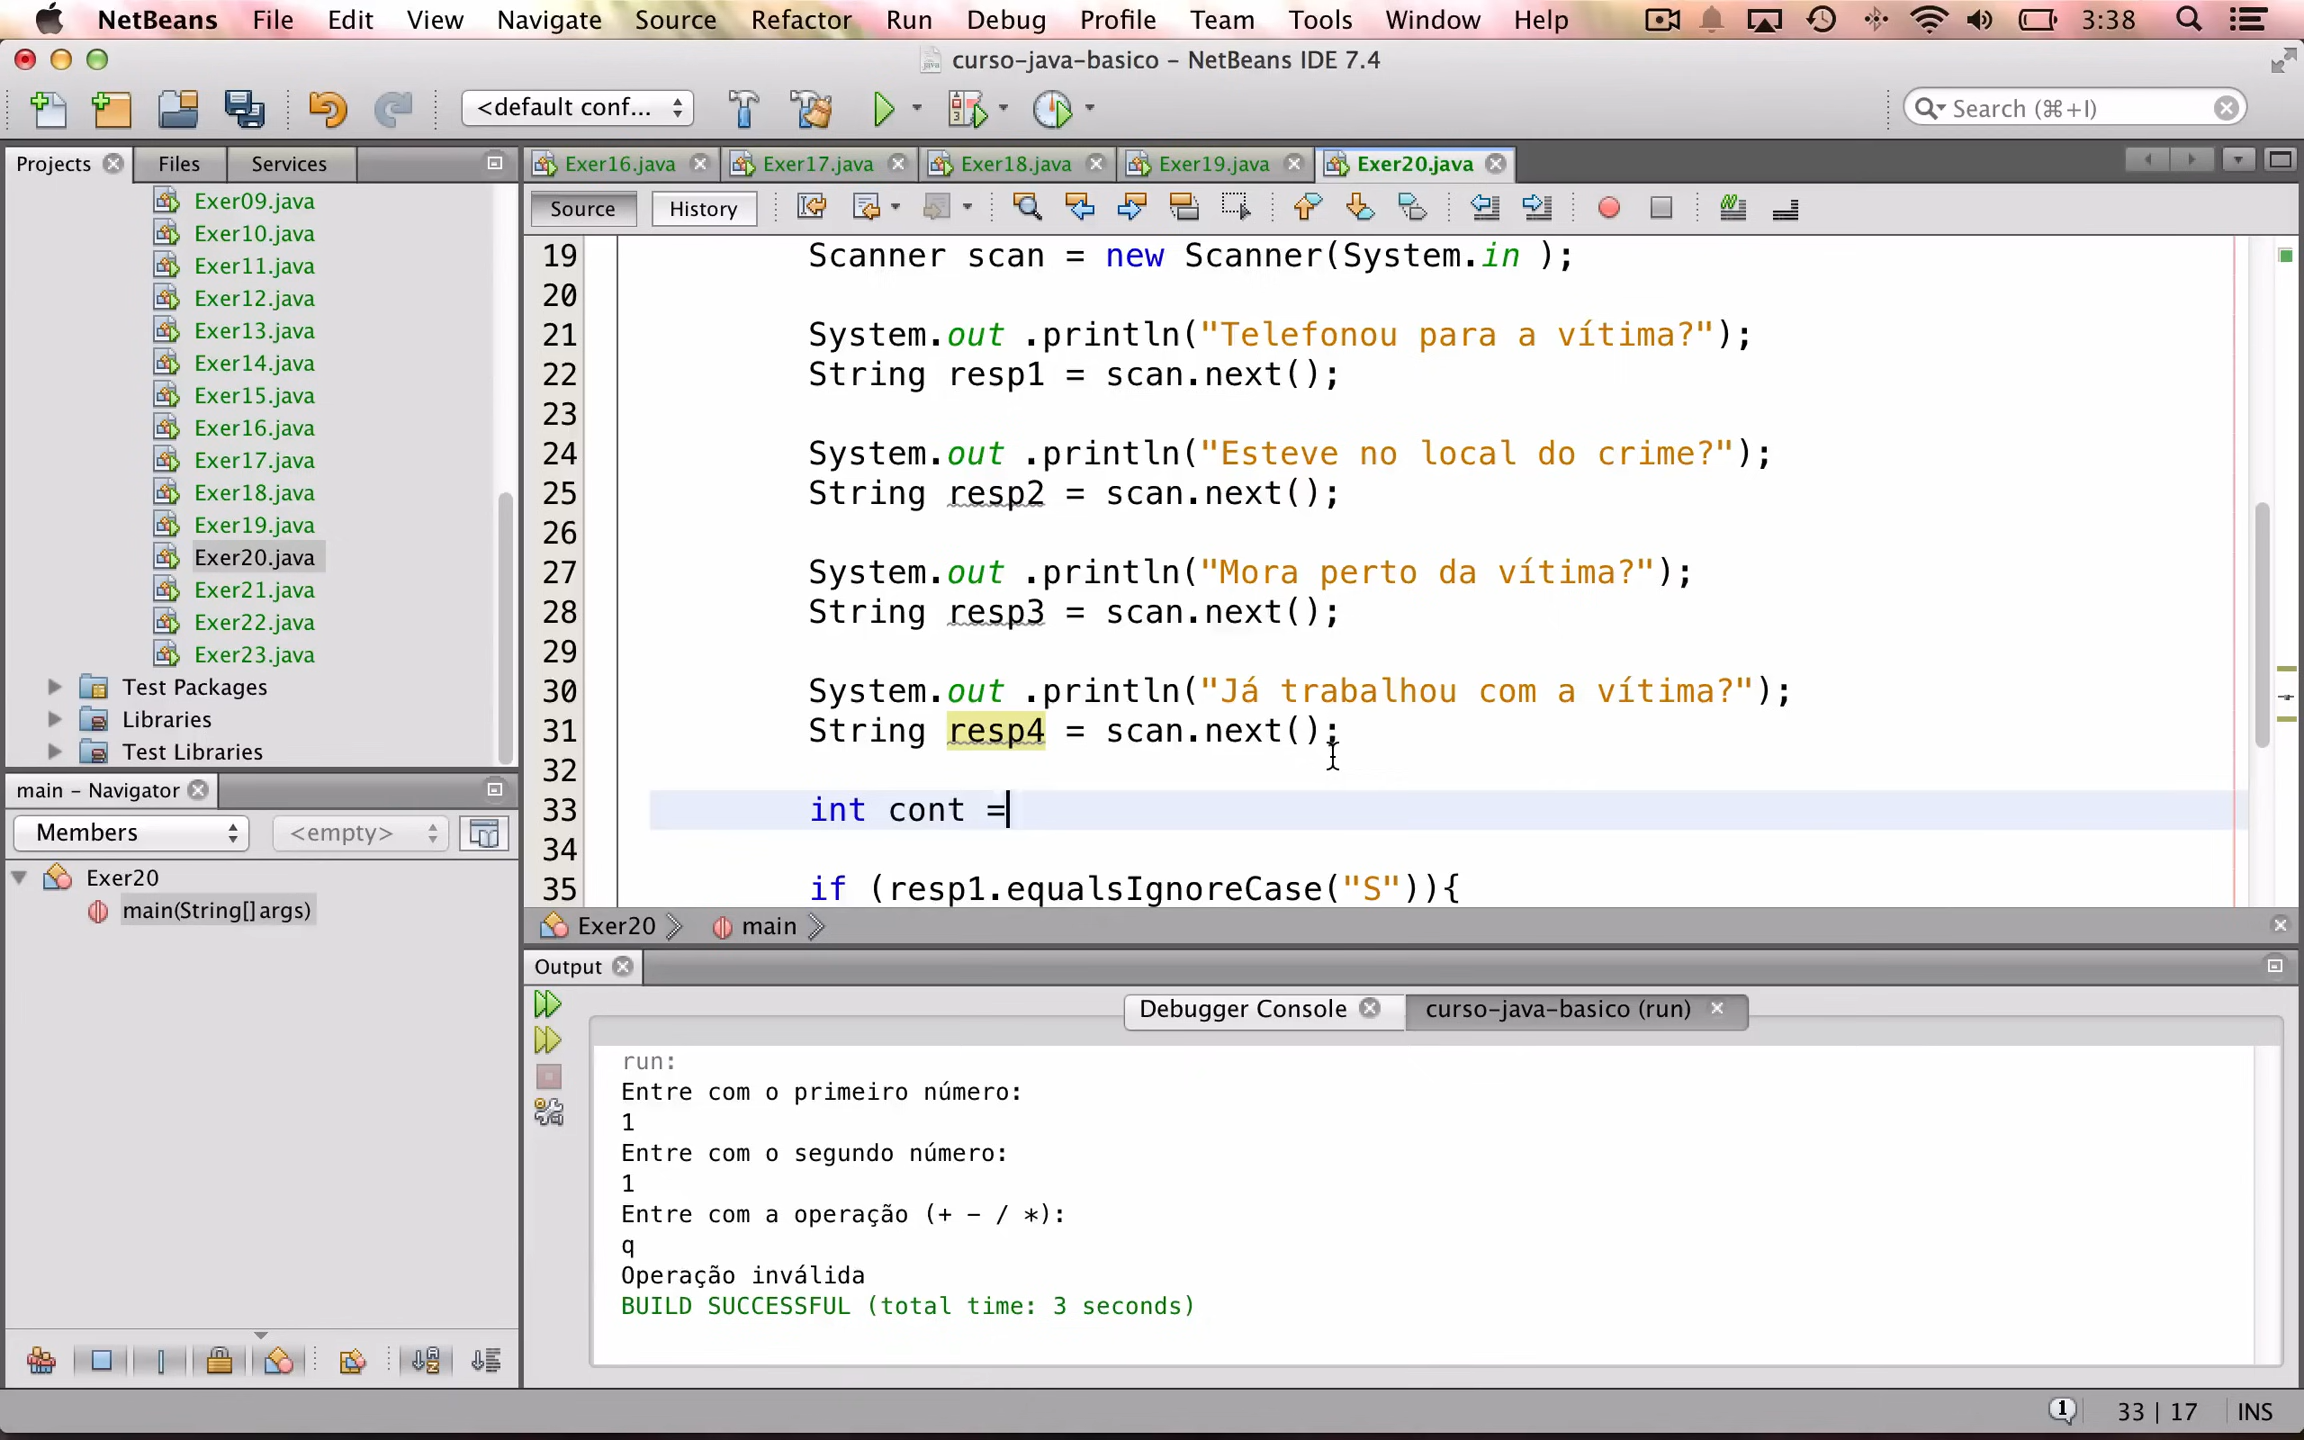 NetBeans File Edit View Navigate Source Refactor Run Debug Profile Team Tools Window Help 3:38
curso-java-basico – NetBeans IDE 7.4
<default conf... Search (⌘+I)
Projects Files Services
Exer16.java Exer17.java Exer18.java Exer19.java Exer20.java
Source History
Exer09.java
Exer10.java
Exer11.java
Exer12.java
Exer13.java
Exer14.java
Exer15.java
Exer16.java
Exer17.java
Exer18.java
Exer19.java
Exer20.java
Exer21.java
Exer22.java
Exer23.java
Test Packages
Libraries
Test Libraries
19 Scanner scan = new Scanner(System.in );
20
21 System.out .println("Telefonou para a vítima?");
22 String resp1 = scan.next();
23
24 System.out .println("Esteve no local do crime?");
25 String resp2 = scan.next();
26
27 System.out .println("Mora perto da vítima?");
28 String resp3 = scan.next();
29
30 System.out .println("Já trabalhou com a vítima?");
31 String resp4 = scan.next();
32
33 int cont =
34
35 if (resp1.equalsIgnoreCase("S")){
Exer20 main
main – Navigator
Members <empty>
Exer20
main(String[] args)
Output
Debugger Console curso-java-basico (run)
run:
Entre com o primeiro número:
1
Entre com o segundo número:
1
Entre com a operação (+ - / *):
q
Operação inválida
BUILD SUCCESSFUL (total time: 3 seconds)
1 33 | 17 INS